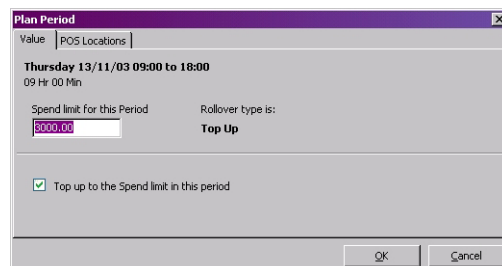 Plan Period
Value POS Locations
Thursday 13/11/03 09:00 to 18:00
09 Hr 00 Min
Spend limit for this Period Rollover type is:
3000.00 Top Up
Top up to the Spend limit in this period
OK Cancel